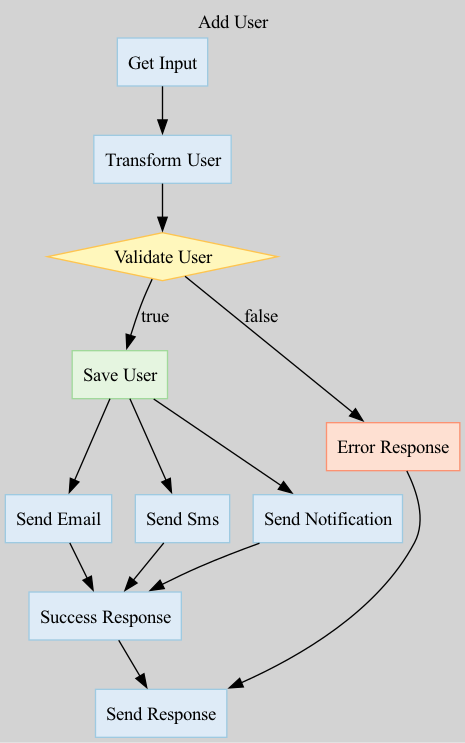 Add User
Get Input
Transform User
Validate User
true
false
Save User
Error Response
Send Email
Send Sms
Send Notification
Success Response
Send Response